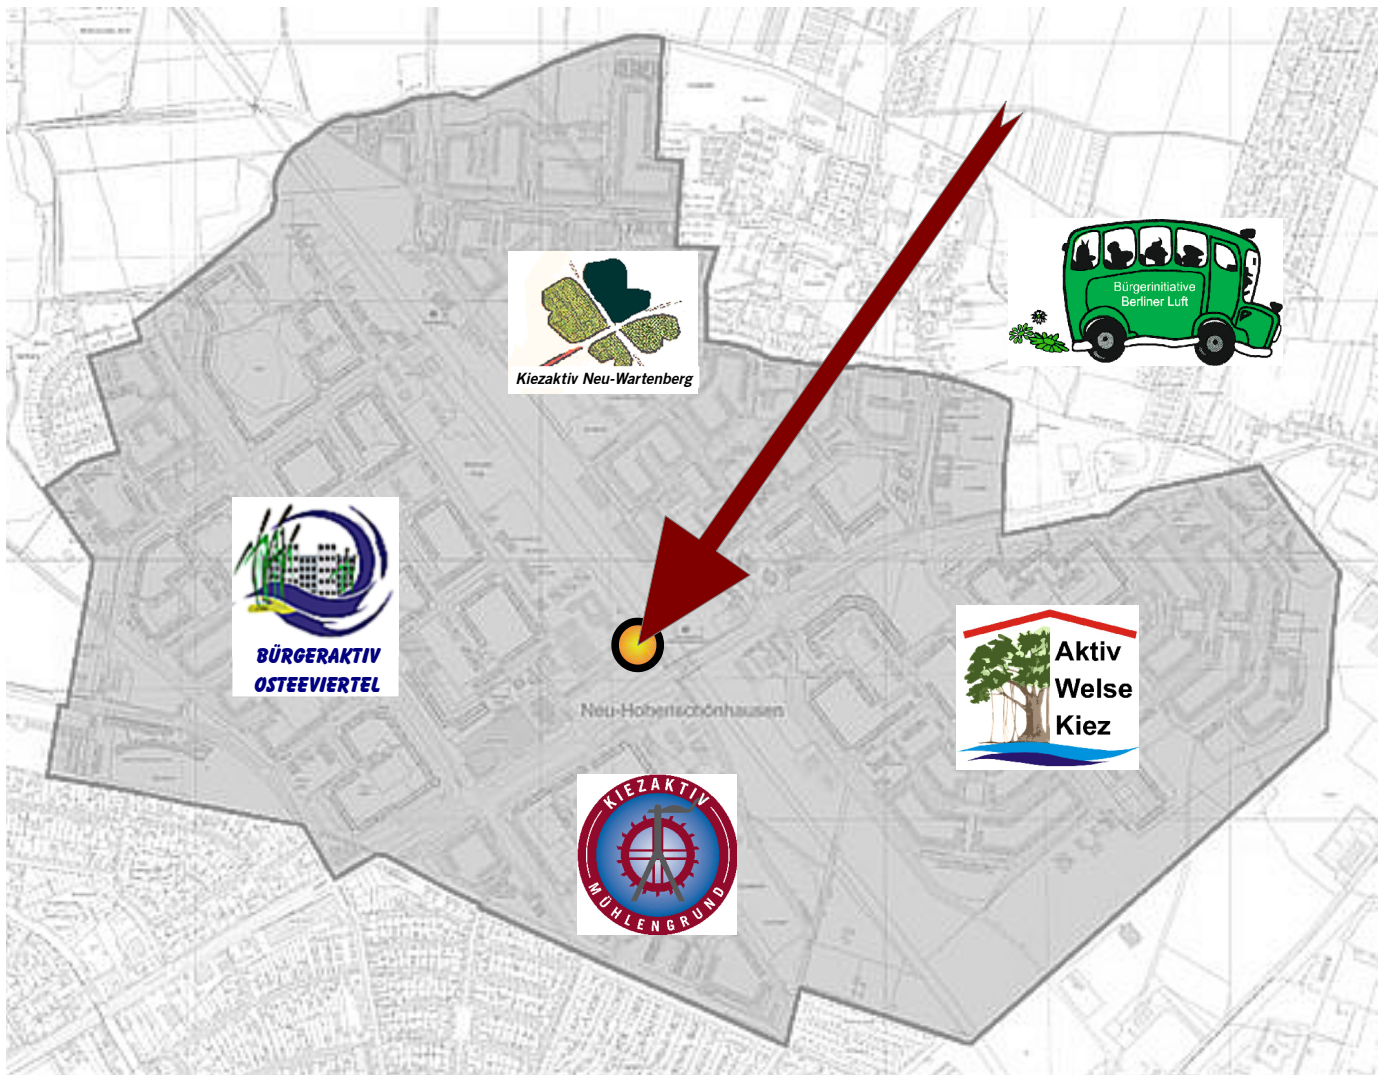 Bürgerinitiative
Berliner Luft
Kiezaktiv Neu-Wartenberg
BÜRGERAKTIV
OSTEEVIERTEL
Aktiv
Welse
Kiez
Neu-Hohenschönhausen
KIEZAKTIV
MÜHLENGRUND